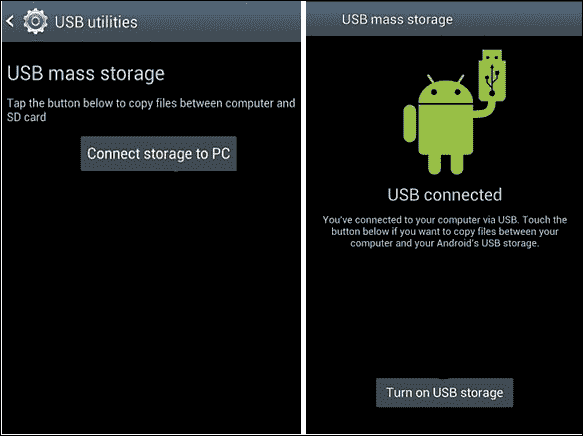 USB utilities
USB mass storage
Tap the button below to copy files between computer and
SD card
Connect storage to PC
USB mass storage
USB connected
You've connected to your computer via USB. Touch the
button below if you want to copy files between your
computer and your Android's USB storage.
Turn on USB storage